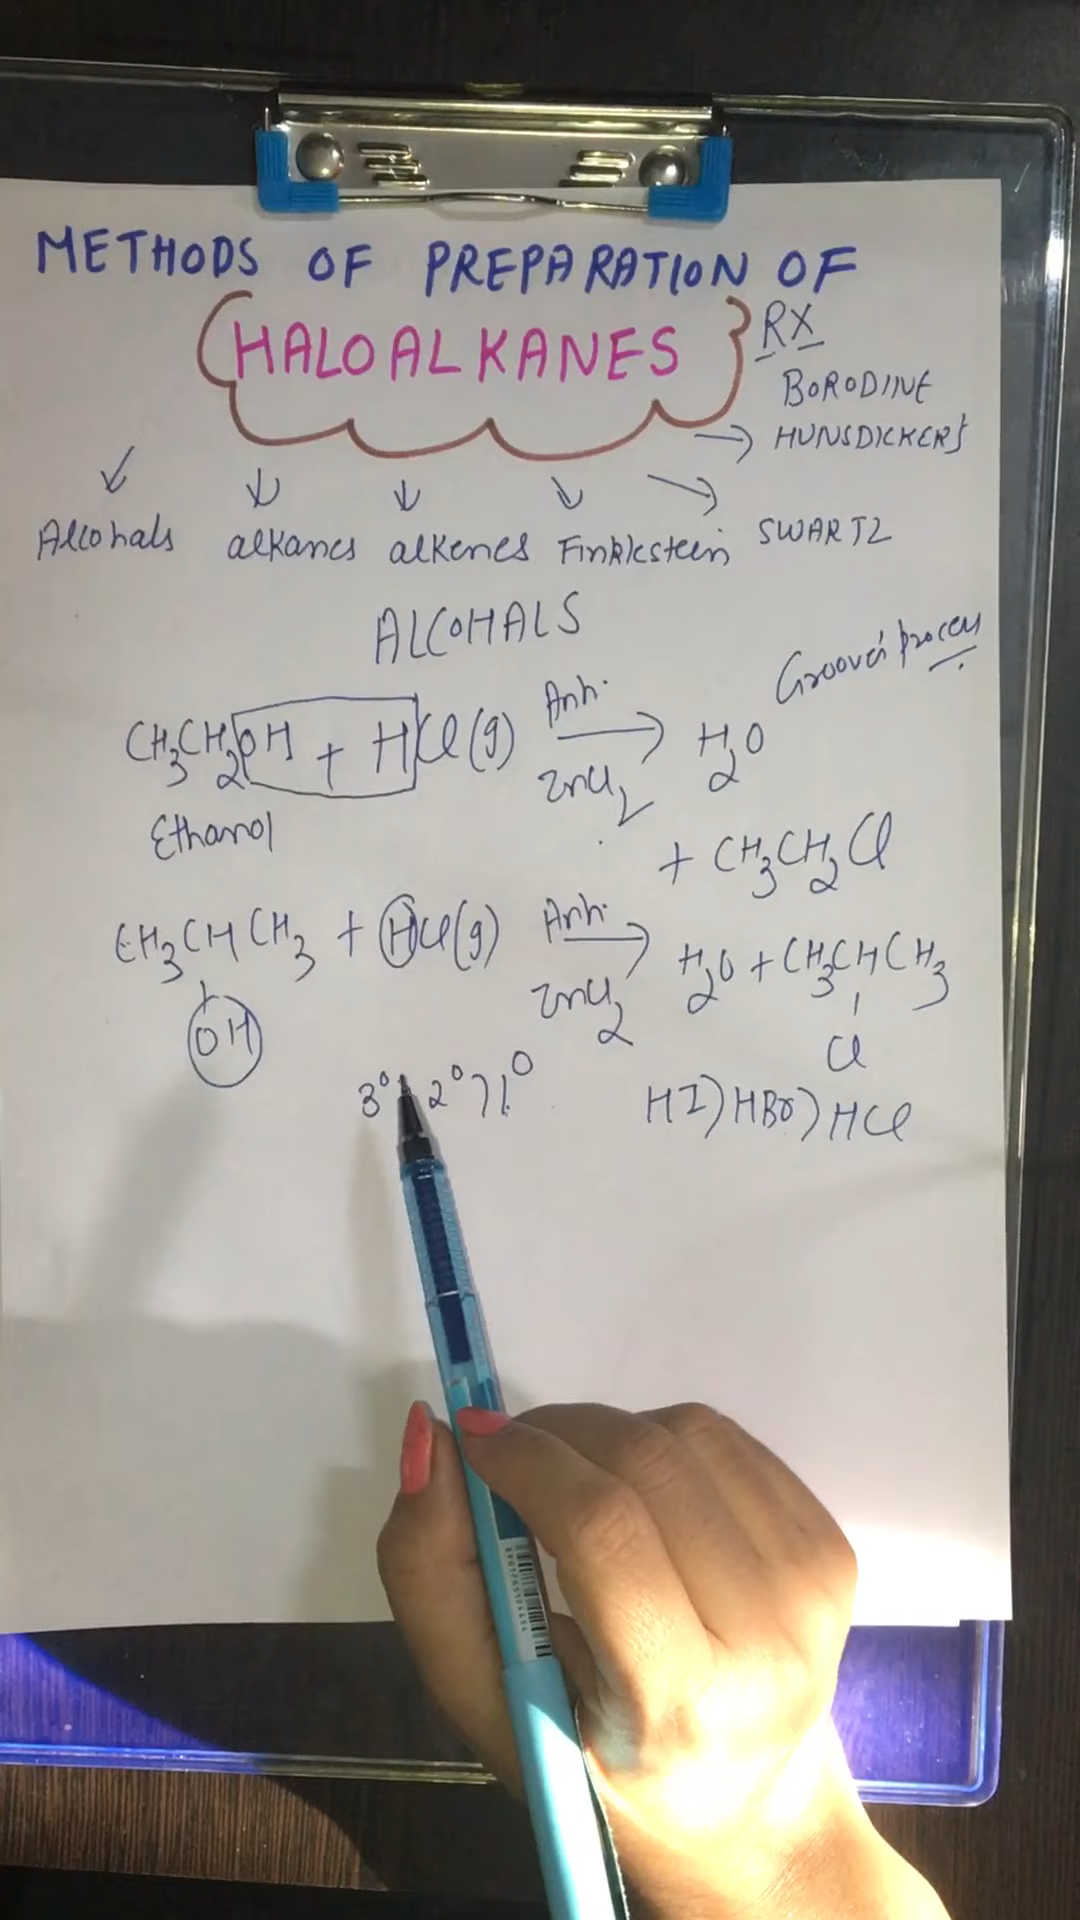 METHODS OF PREPARATION OF
HALOALKANES
RX
BORODINE
HUNSDICKERS
Alcohals alkanes alkenes Finklestein SWARTZ
ALCOHALS
Groove's process
CH3CH2OH + HCl(g) Anh. ZnCl2 → H2O
Ethanol
+ CH3CH2Cl
CH3CHCH3 + HCl(g) Anh. ZnCl2 → H2O + CH3CHCH3
OH
Cl
3° 2° > 1°
HI > HBr > HCl